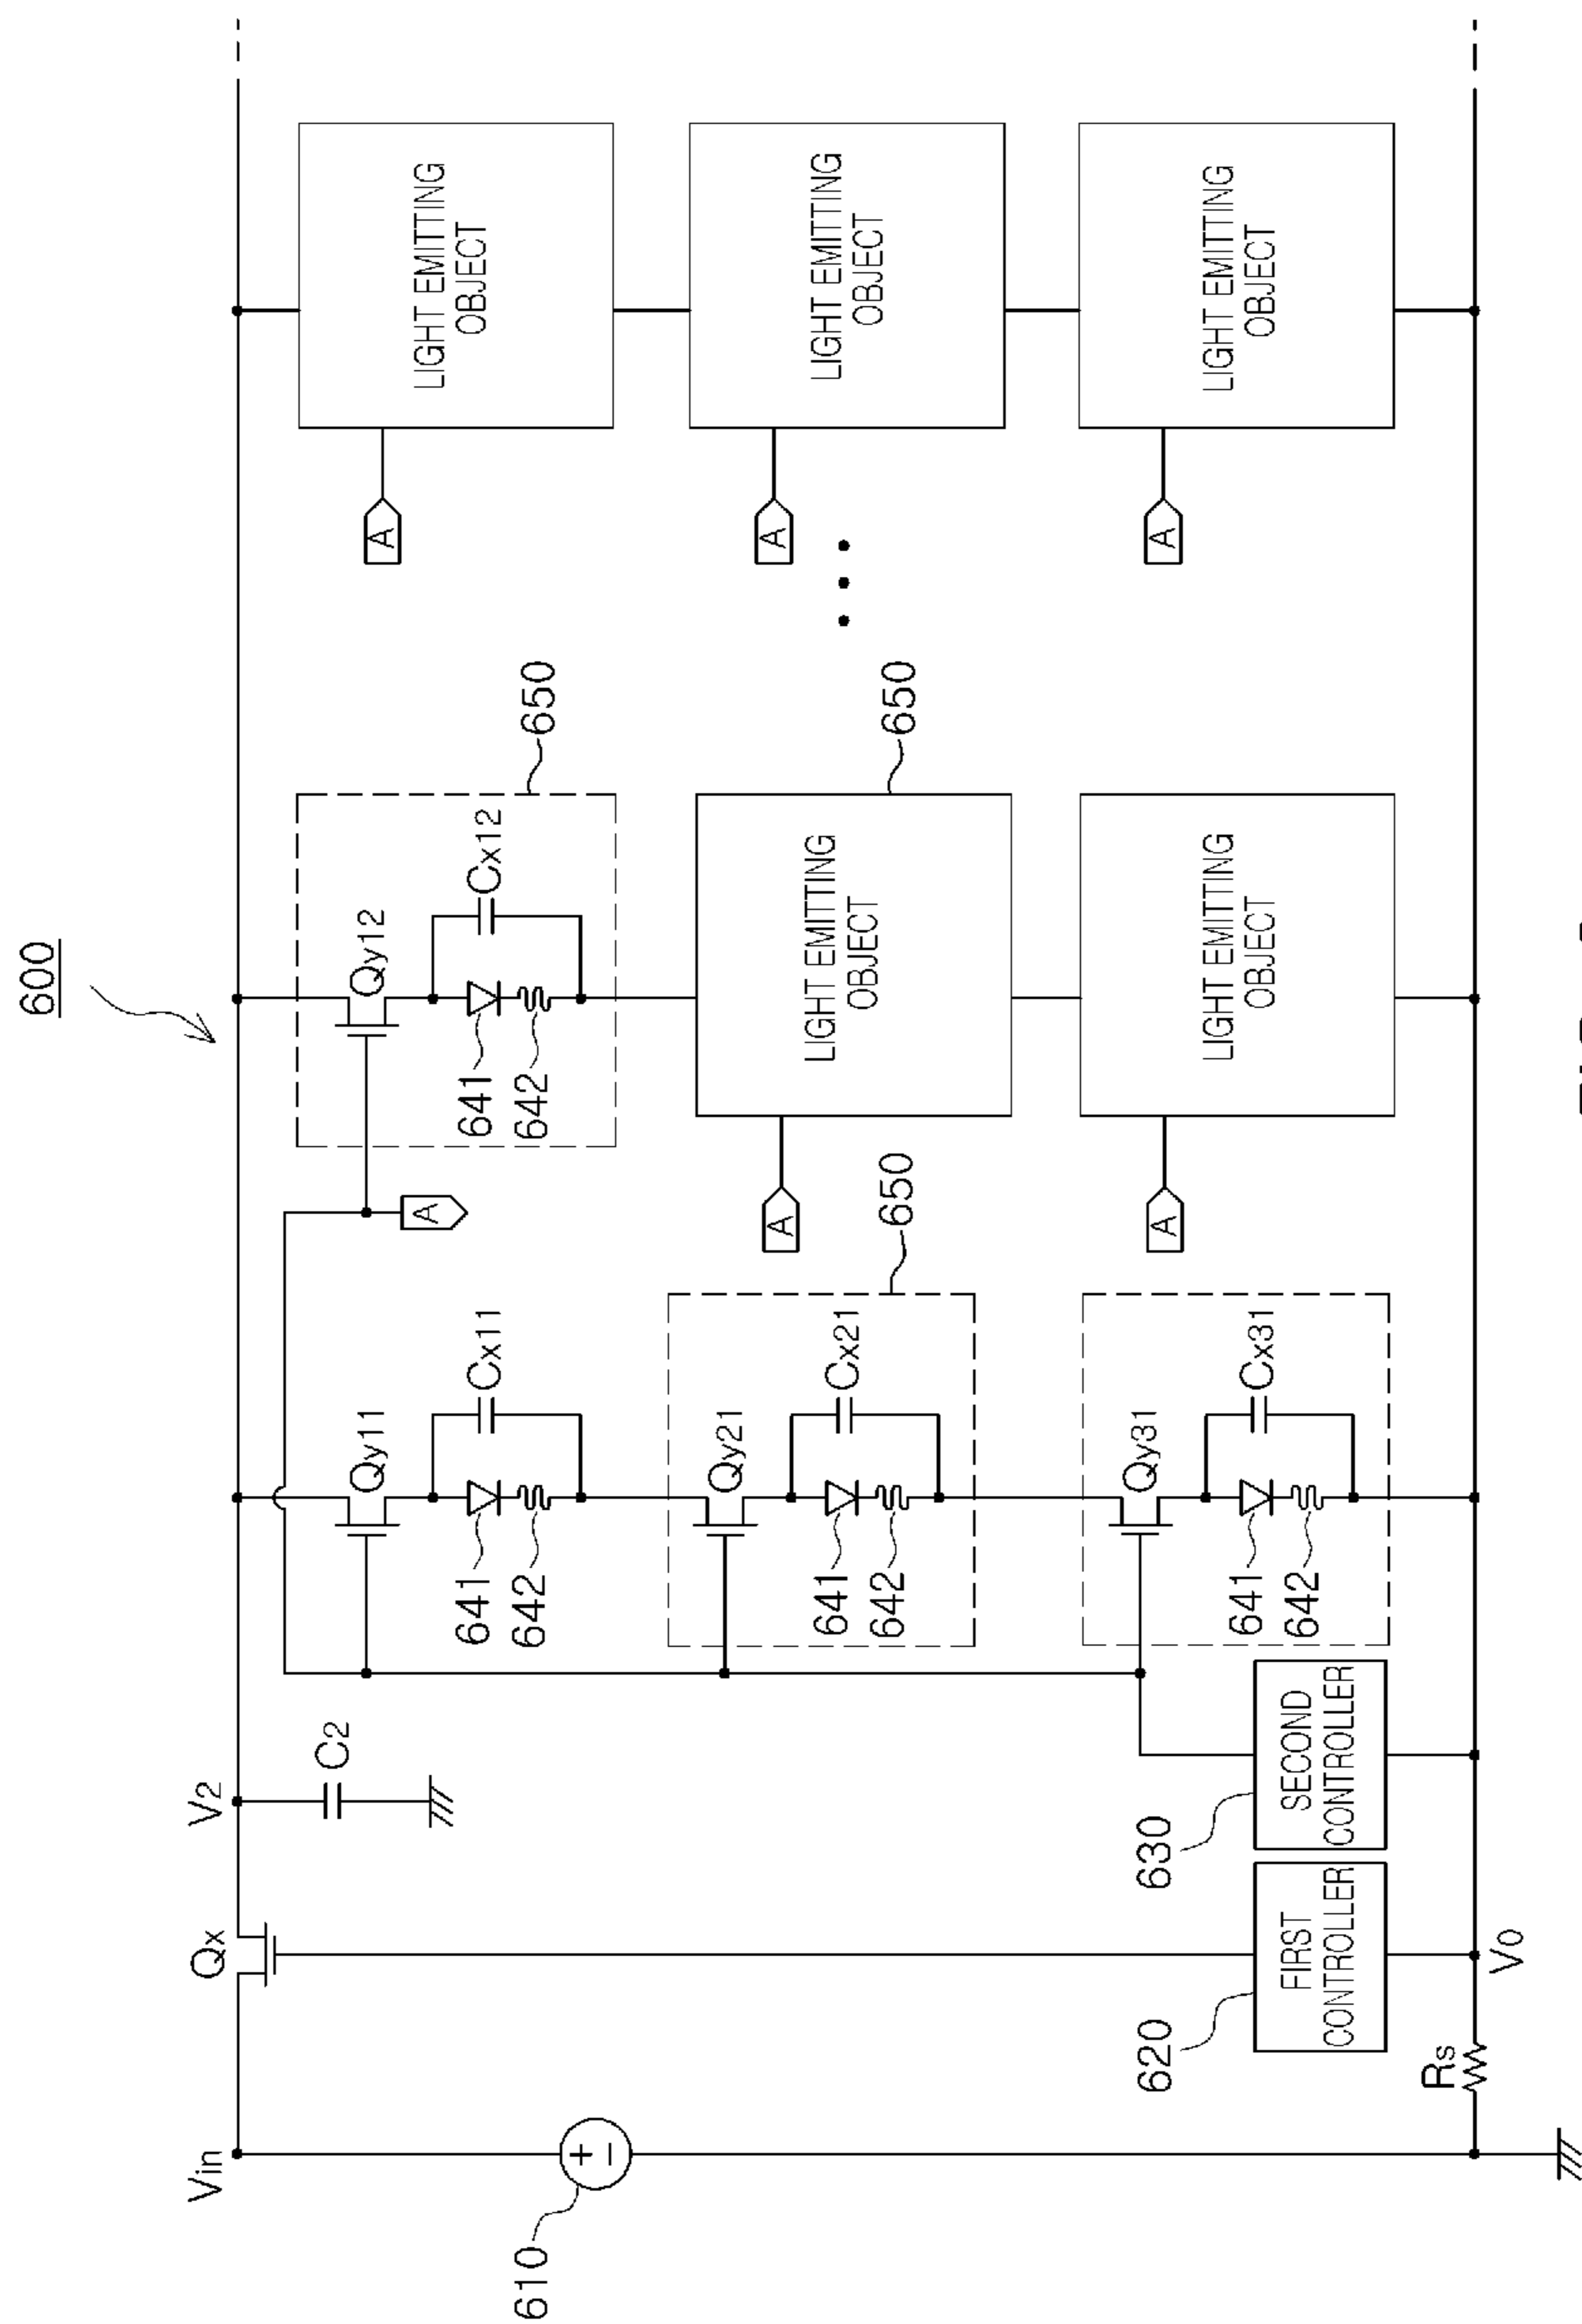 600
Vin
Qx
V2
C2
610
Qy11
Cx11
641
642
A
Qy12
Cx12
641
642
650
A
LIGHT EMITTING
OBJECT
Qy21
Cx21
641
642
650
A
LIGHT EMITTING
OBJECT
650
A
LIGHT EMITTING
OBJECT
620
FIRST
CONTROLLER
630
SECOND
CONTROLLER
Qy31
Cx31
641
642
A
LIGHT EMITTING
OBJECT
A
LIGHT EMITTING
OBJECT
Rs
V0